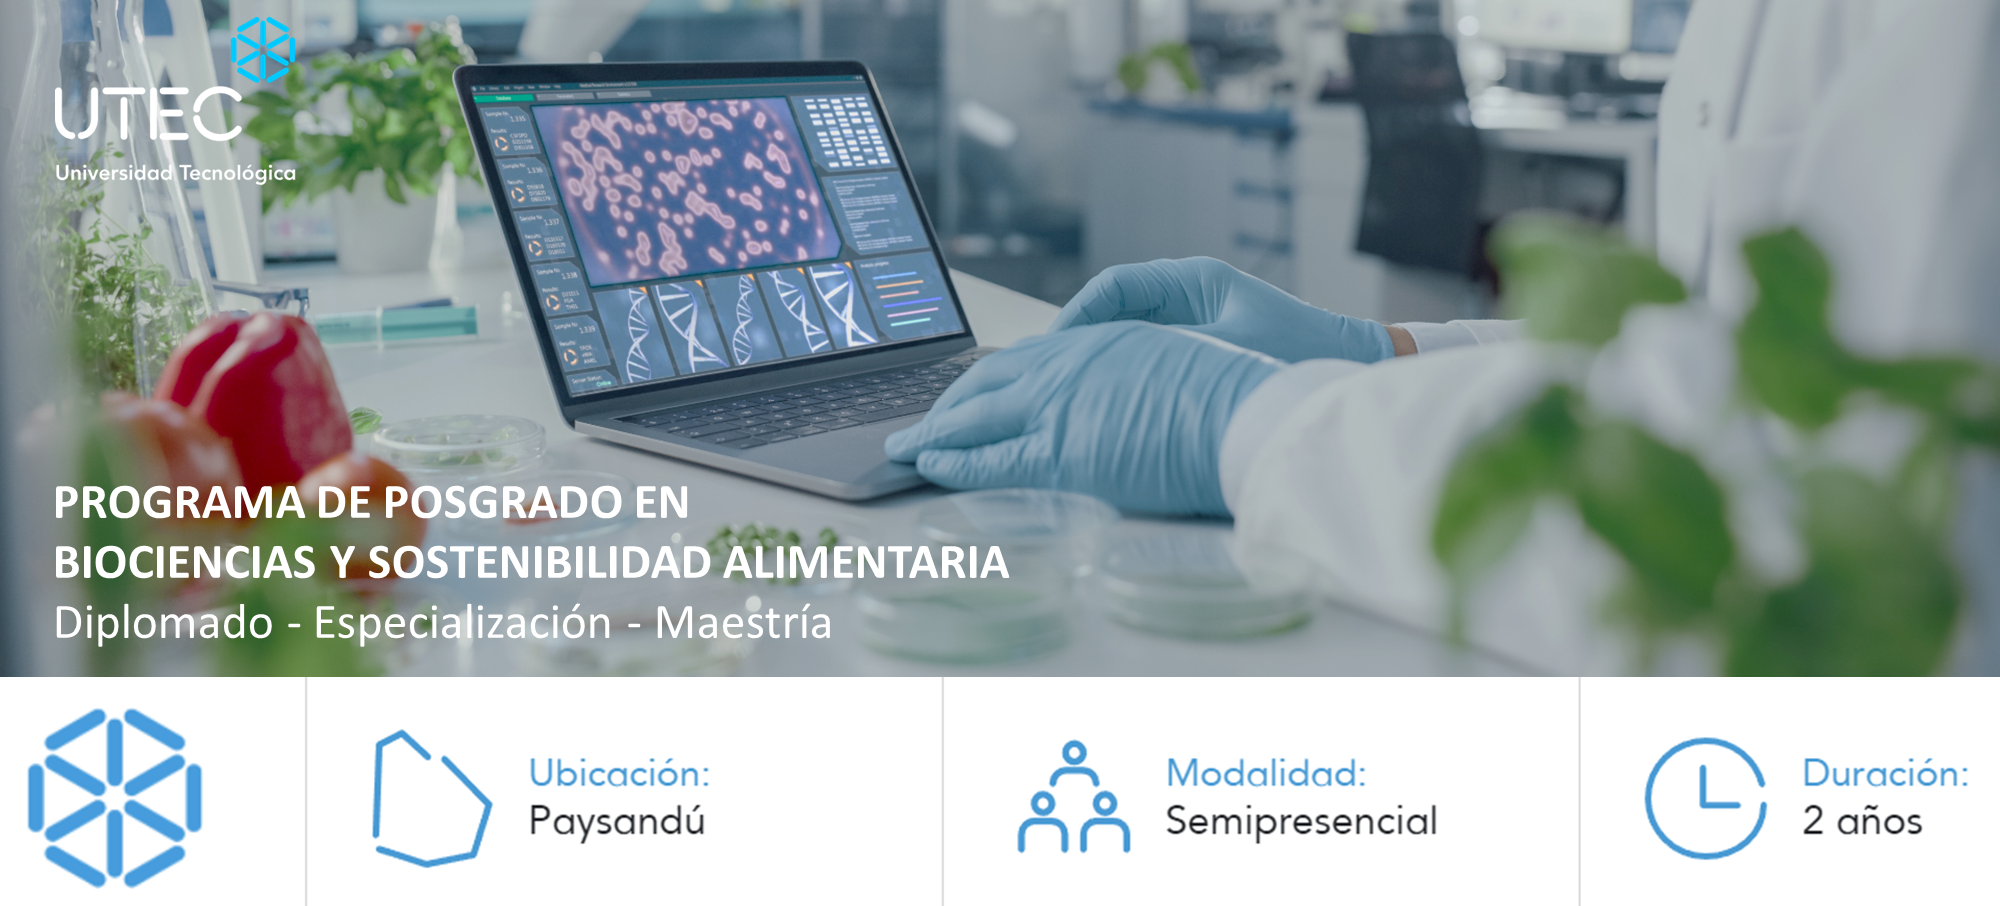 UTEC
Universidad Tecnológica
PROGRAMA DE POSGRADO EN
BIOCIENCIAS Y SOSTENIBILIDAD ALIMENTARIA
Diplomado - Especialización - Maestría
Ubicación:
Paysandú
Modalidad:
Semipresencial
Duración:
2 años